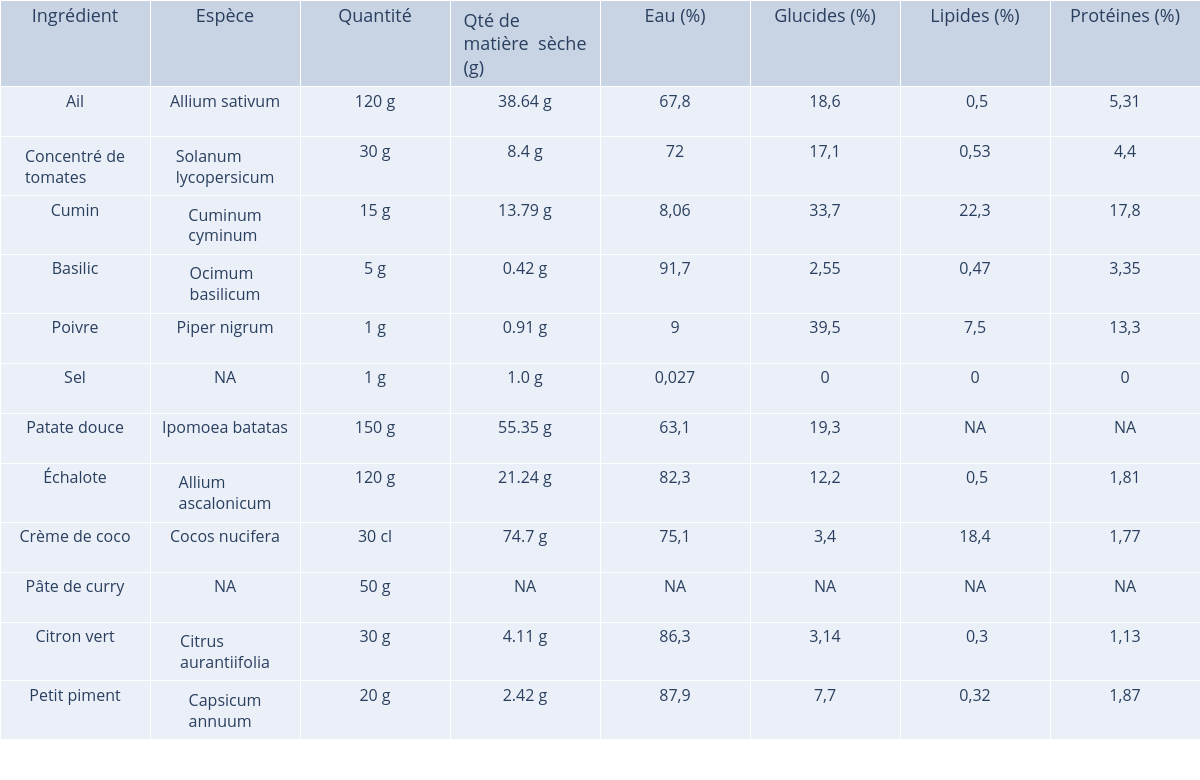 Ingrédient Espèce Quantité Qté de matière sèche (g) Eau (%) Glucides (%) Lipides (%) Protéines (%)
Ail Allium sativum 120 g 38.64 g 67,8 18,6 0,5 5,31
Concentré de tomates Solanum lycopersicum 30 g 8.4 g 72 17,1 0,53 4,4
Cumin Cuminum cyminum 15 g 13.79 g 8,06 33,7 22,3 17,8
Basilic Ocimum basilicum 5 g 0.42 g 91,7 2,55 0,47 3,35
Poivre Piper nigrum 1 g 0.91 g 9 39,5 7,5 13,3
Sel NA 1 g 1.0 g 0,027 0 0 0
Patate douce Ipomoea batatas 150 g 55.35 g 63,1 19,3 NA NA
Échalote Allium ascalonicum 120 g 21.24 g 82,3 12,2 0,5 1,81
Crème de coco Cocos nucifera 30 cl 74.7 g 75,1 3,4 18,4 1,77
Pâte de curry NA 50 g NA NA NA NA NA
Citron vert Citrus aurantiifolia 30 g 4.11 g 86,3 3,14 0,3 1,13
Petit piment Capsicum annuum 20 g 2.42 g 87,9 7,7 0,32 1,87